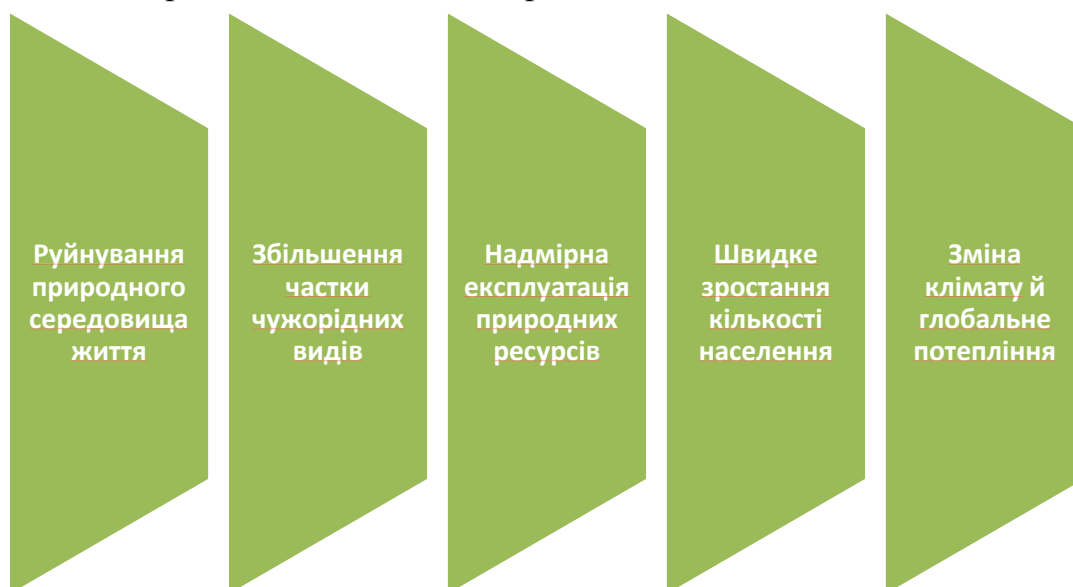 Руйнування
природного
середовища
життя
Збільшення
частки
чужорідних
видів
Надмірна
експлуатація
природних
ресурсів
Швидке
зростання
кількості
населення
Зміна
клімату й
глобальне
потепління